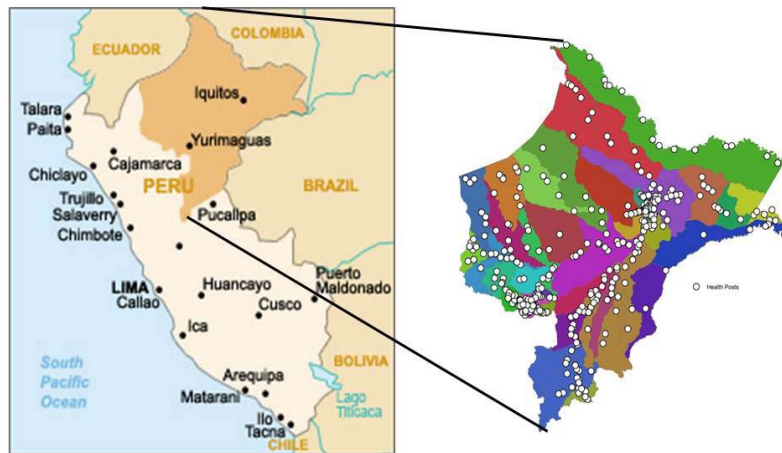 COLOMBIA
ECUADOR
Iquitos
Talara
Paita
Yurimaguas
Cajamarca
Chiclayo
PERU
BRAZIL
Trujillo
Salaverry
Pucallpa
Chimbote
Huancayo
Puerto
Maldonado
LIMA
Callao
Cusco
Ica
BOLIVIA
South
Pacific
Ocean
Arequipa
Matarani
Lago
Titicaca
Ilo
Tacna
CHILE
Health Posts